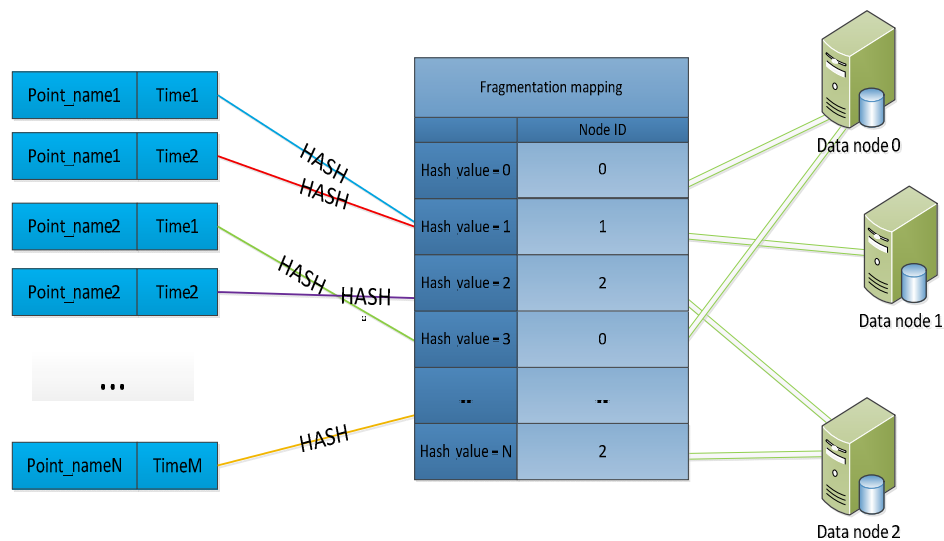 Point_name1 Time1
Point_name1 Time2
Point_name2 Time1
Point_name2 Time2
...
Point_nameN TimeM
HASH
HASH
HASH
HASH
HASH
Fragmentation mapping
Node ID
Hash value = 0 0
Hash value = 1 1
Hash value = 2 2
Hash value = 3 0
-- --
Hash value = N 2
Data node 0
Data node 1
Data node 2